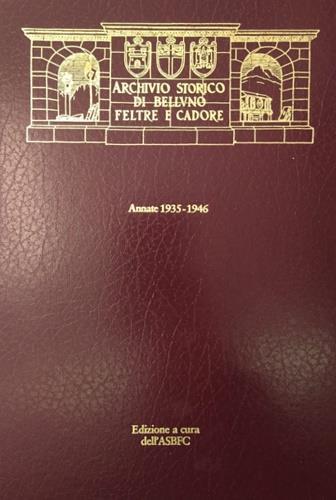 ARCHIVIO STORICO
DI BELLVNO
FELTRE E CADORE
Annate 1935-1946
Edizione a cura
dell'ASBFC